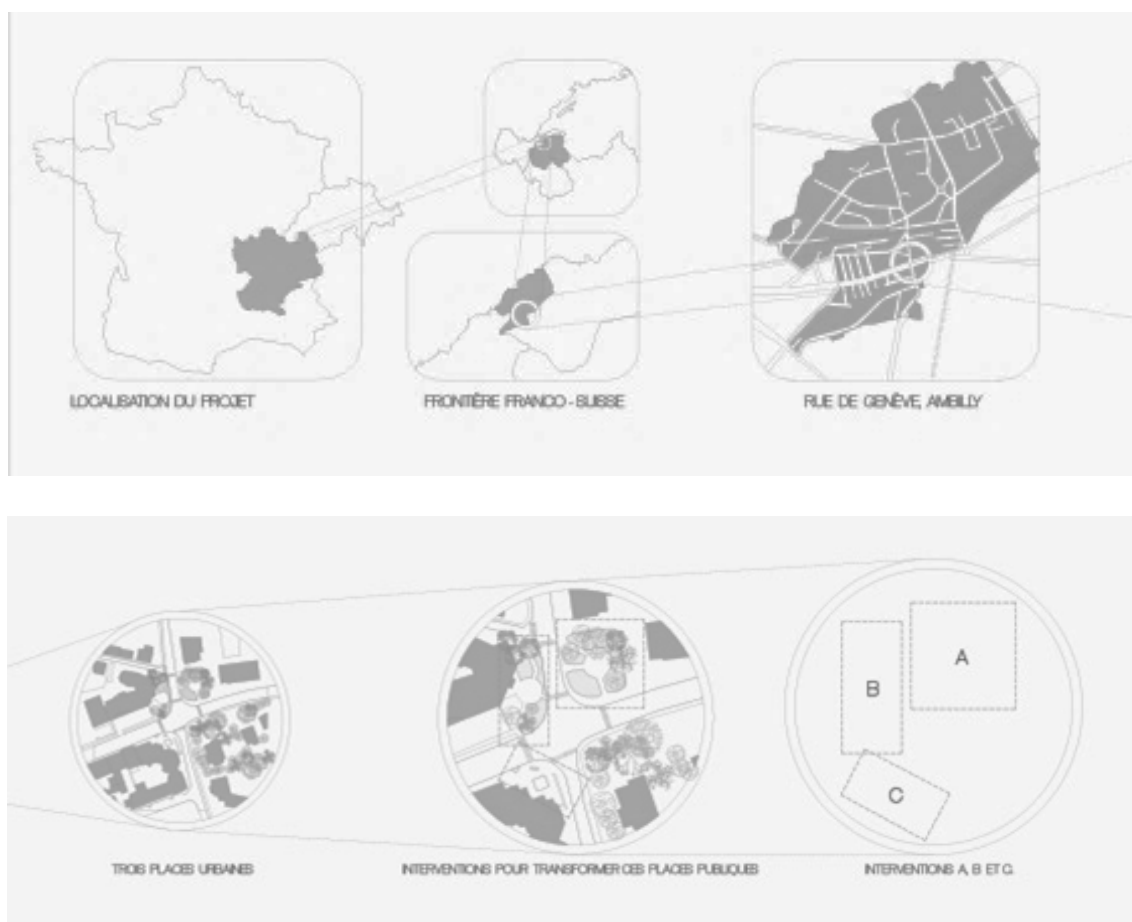 LOCALISATION DU PROJET
FRONTIÈRE FRANCO - SUISSE
RUE DE GENÈVE, AMBILLY
A
B
C
TROIS PLACES URBAINES
INTERVENTIONS POUR TRANSFORMER CES PLACES PUBLIQUES
INTERVENTIONS A, B ET C.